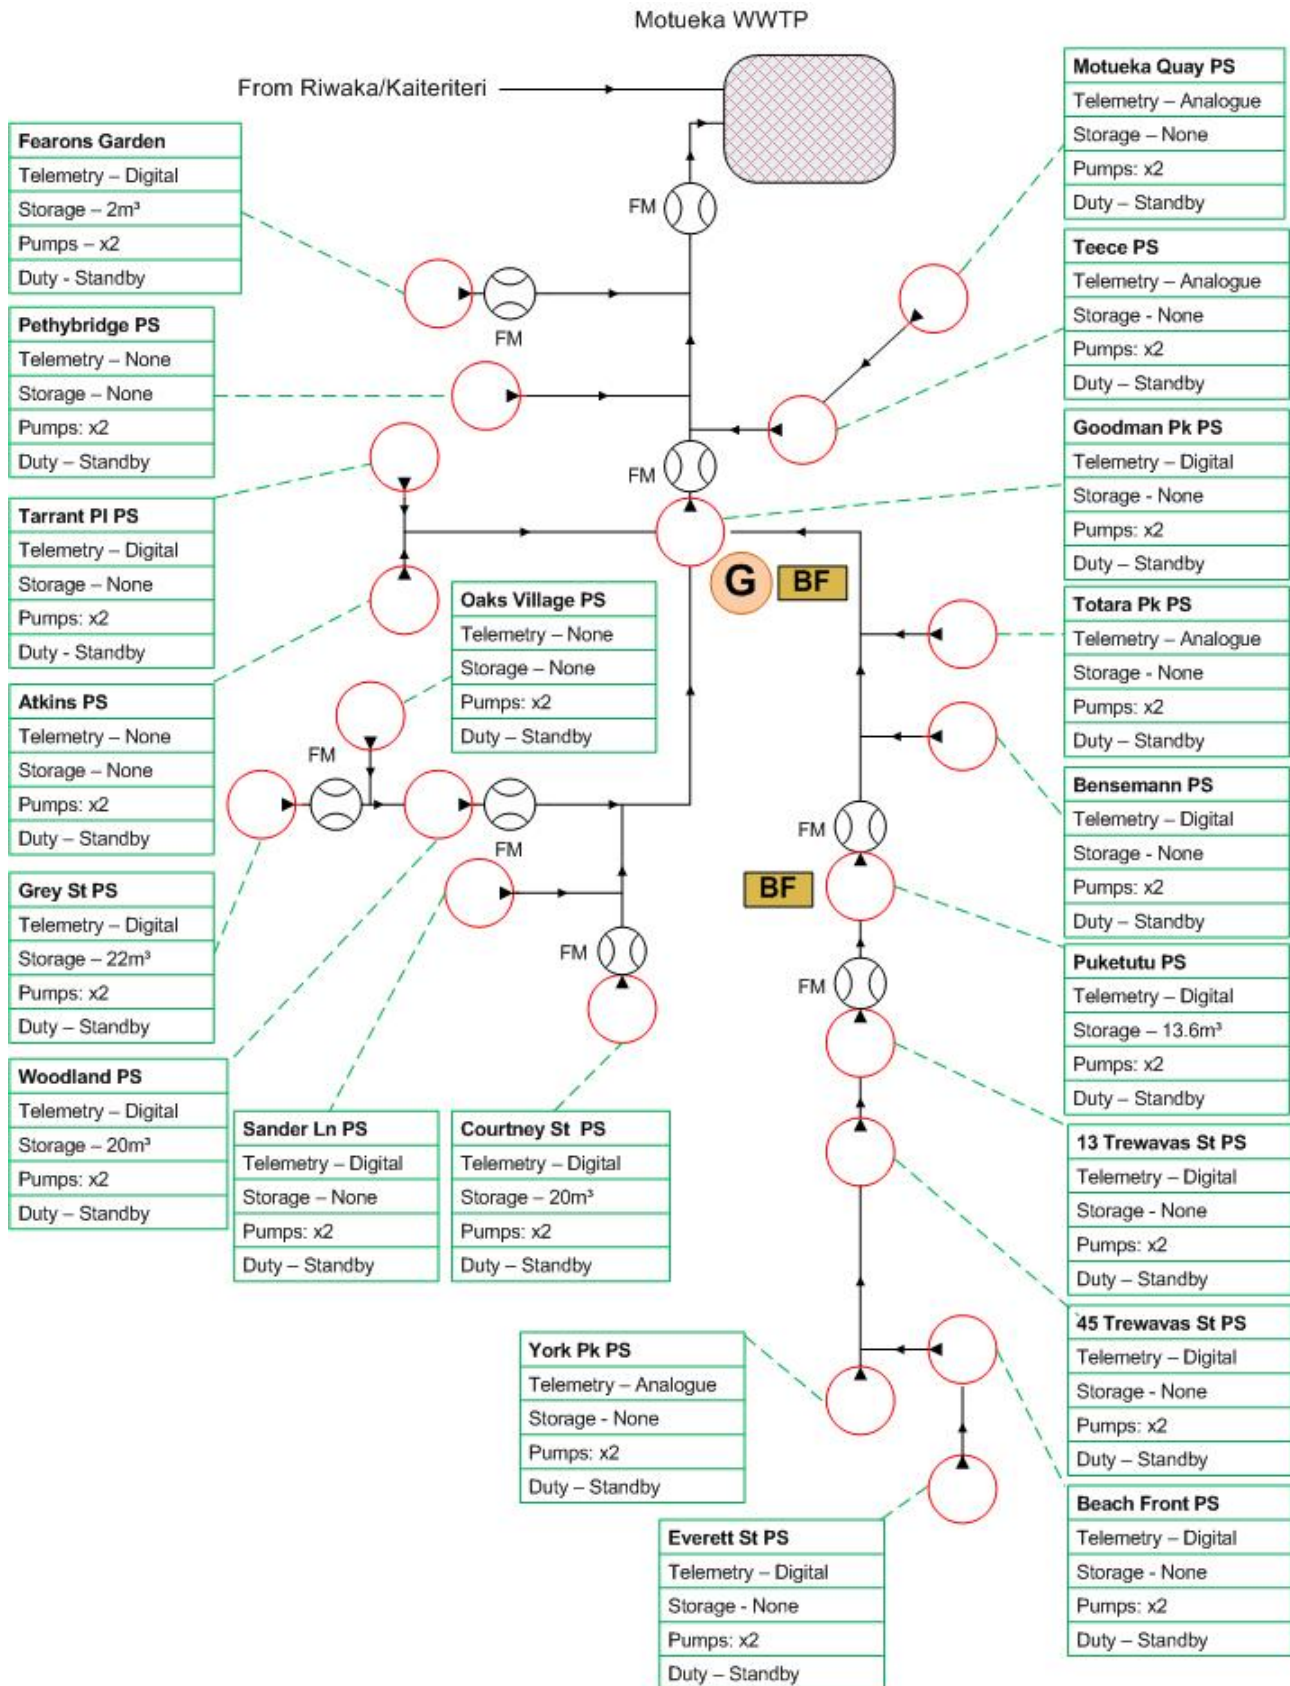 Motueka WWTP
From Riwaka/Kaiteriteri
Fearons Garden
Telemetry – Digital
Storage – 2m³
Pumps – x2
Duty - Standby
Pethybridge PS
Telemetry – None
Storage – None
Pumps: x2
Duty – Standby
Tarrant Pl PS
Telemetry – Digital
Storage – None
Pumps: x2
Duty - Standby
Atkins PS
Telemetry – None
Storage – None
Pumps: x2
Duty – Standby
Grey St PS
Telemetry – Digital
Storage – 22m³
Pumps: x2
Duty – Standby
Woodland PS
Telemetry – Digital
Storage – 20m³
Pumps: x2
Duty – Standby
Sander Ln PS
Telemetry – Digital
Storage – None
Pumps: x2
Duty – Standby
Courtney St PS
Telemetry – Digital
Storage – 20m³
Pumps: x2
Duty – Standby
Oaks Village PS
Telemetry – None
Storage – None
Pumps: x2
Duty – Standby
FM
FM
FM
FM
FM
FM
FM
FM
G
BF
BF
York Pk PS
Telemetry – Analogue
Storage - None
Pumps: x2
Duty – Standby
Everett St PS
Telemetry – Digital
Storage - None
Pumps: x2
Duty – Standby
Motueka Quay PS
Telemetry – Analogue
Storage – None
Pumps: x2
Duty – Standby
Teece PS
Telemetry – Analogue
Storage - None
Pumps: x2
Duty – Standby
Goodman Pk PS
Telemetry – Digital
Storage - None
Pumps: x2
Duty – Standby
Totara Pk PS
Telemetry – Analogue
Storage - None
Pumps: x2
Duty – Standby
Bensemann PS
Telemetry – Digital
Storage - None
Pumps: x2
Duty – Standby
Puketutu PS
Telemetry – Digital
Storage – 13.6m³
Pumps: x2
Duty – Standby
13 Trewavas St PS
Telemetry – Digital
Storage - None
Pumps: x2
Duty – Standby
45 Trewavas St PS
Telemetry – Digital
Storage - None
Pumps: x2
Duty – Standby
Beach Front PS
Telemetry – Digital
Storage - None
Pumps: x2
Duty – Standby